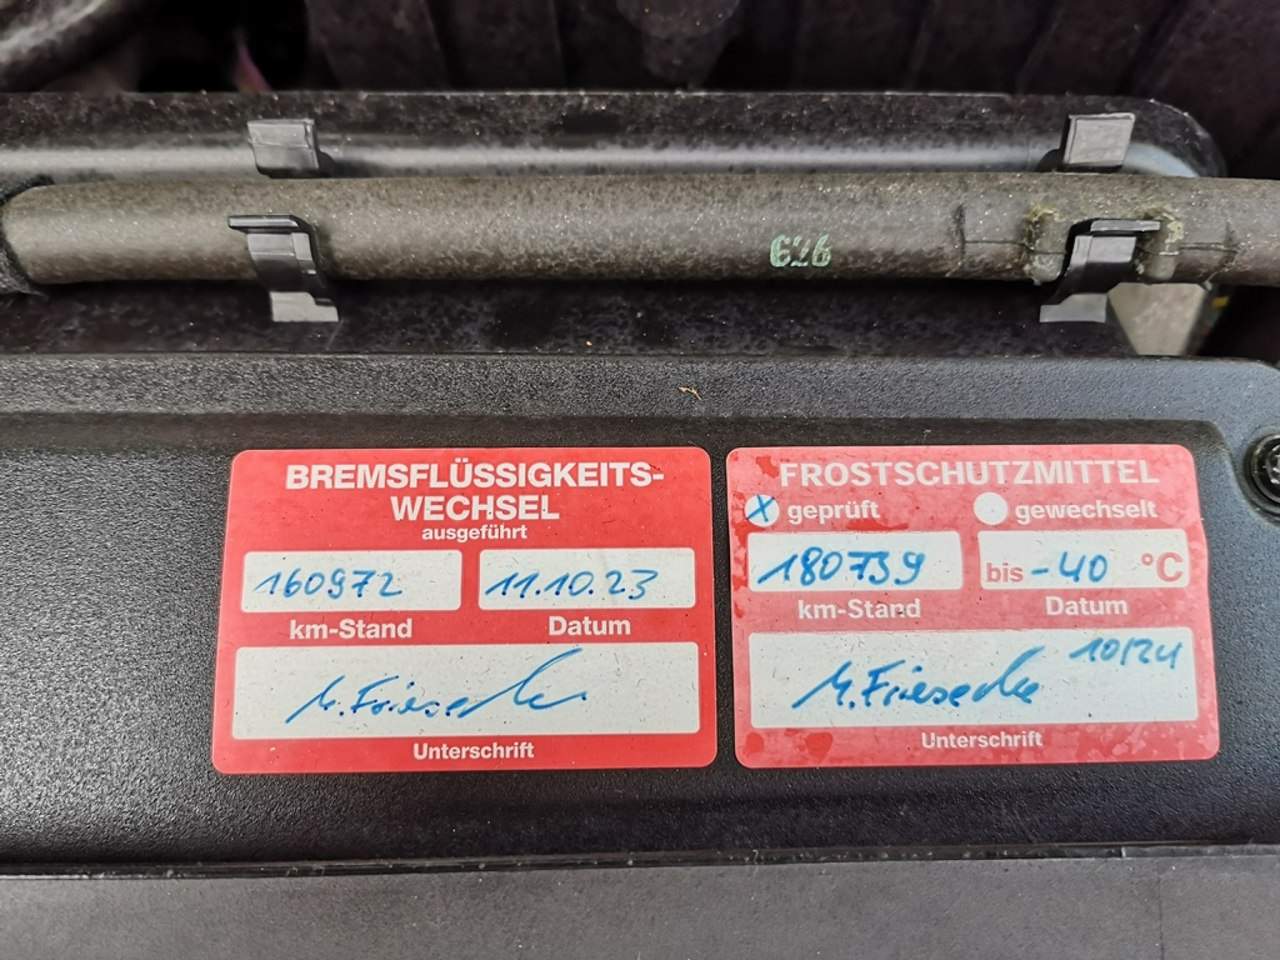 626
BREMSFLÜSSIGKEITS-
WECHSEL
ausgeführt
160972 11.10.23
km-Stand Datum
M. Friesecke
Unterschrift
FROSTSCHUTZMITTEL
X geprüft gewechselt
180739 bis -40 °C
km-Stand Datum
10/24
M. Friesecke
Unterschrift